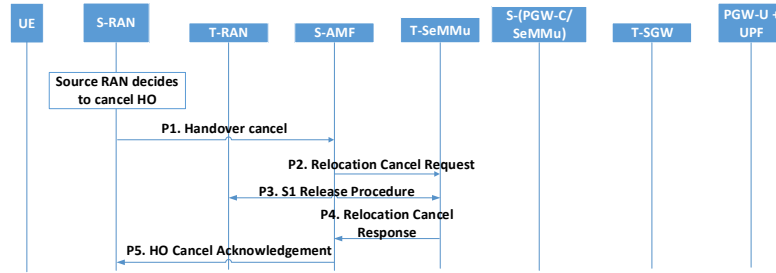 UE
S-RAN
T-RAN
S-AMF
T-SeMMu
S-(PGW-C/
SeMMu)
T-SGW
PGW-U +
UPF
Source RAN decides
to cancel HO
P1. Handover cancel
P2. Relocation Cancel Request
P3. S1 Release Procedure
P4. Relocation Cancel
Response
P5. HO Cancel Acknowledgement